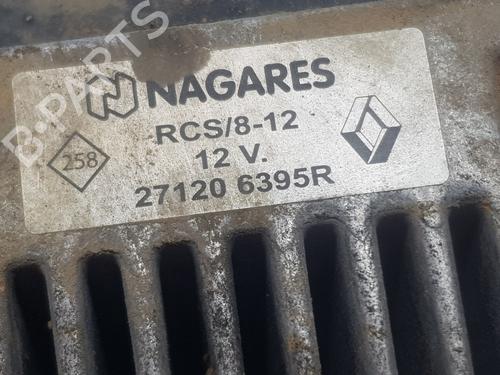 B-PARTS
NAGARES
RCS/8-12
258
12 V.
27120 6395R